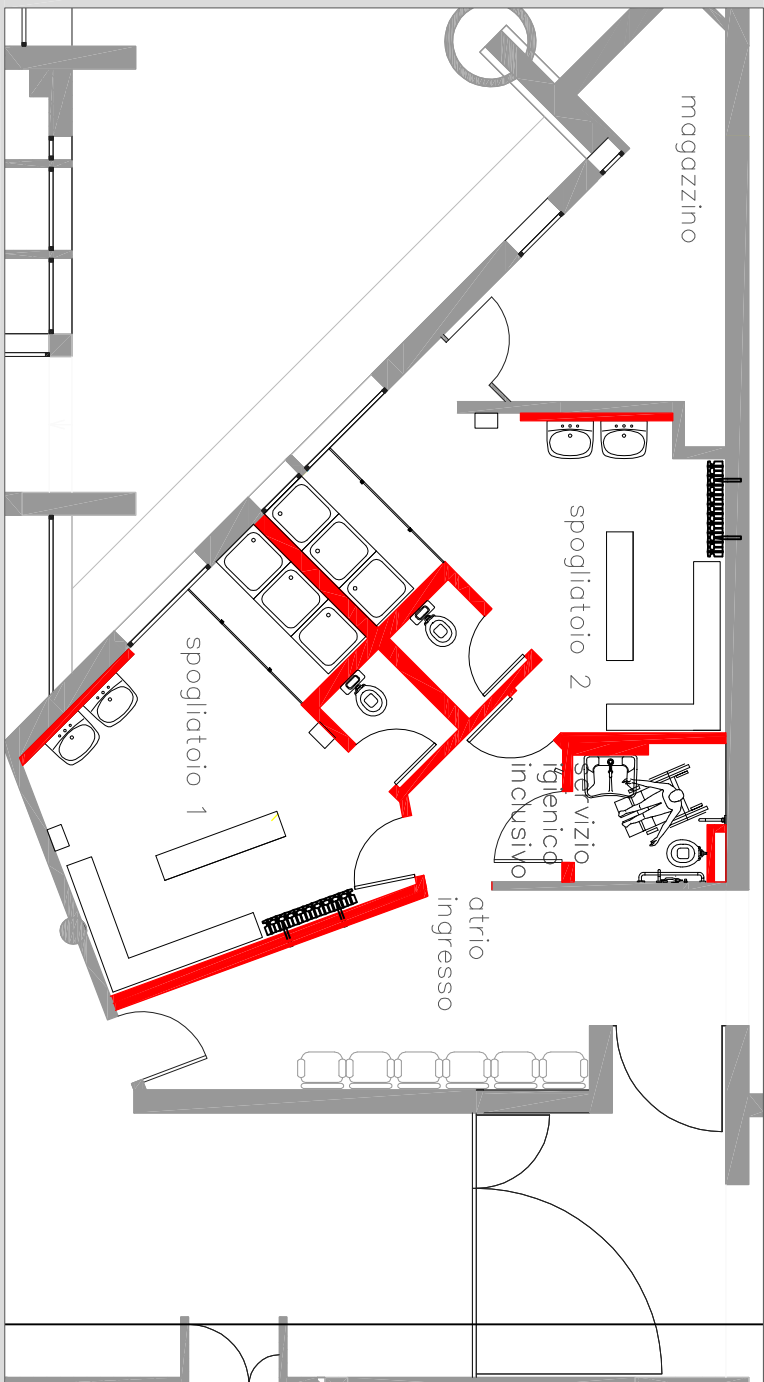 magazzino
spogliatoio 2
spogliatoio 1
servizio
igienico
inclusivo
atrio
ingresso